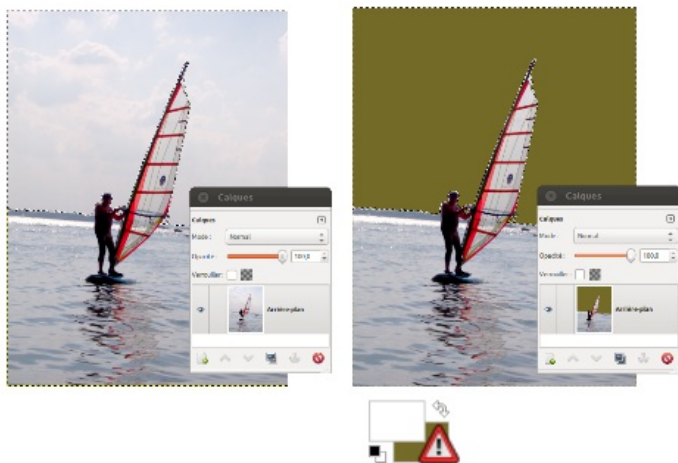 Calques
Calques
Mode :
Normal
Opacité :
100,0
Verrouiller :
Arrière-plan
Calques
Calques
Mode :
Normal
Opacité :
100,0
Verrouiller :
Arrière-plan